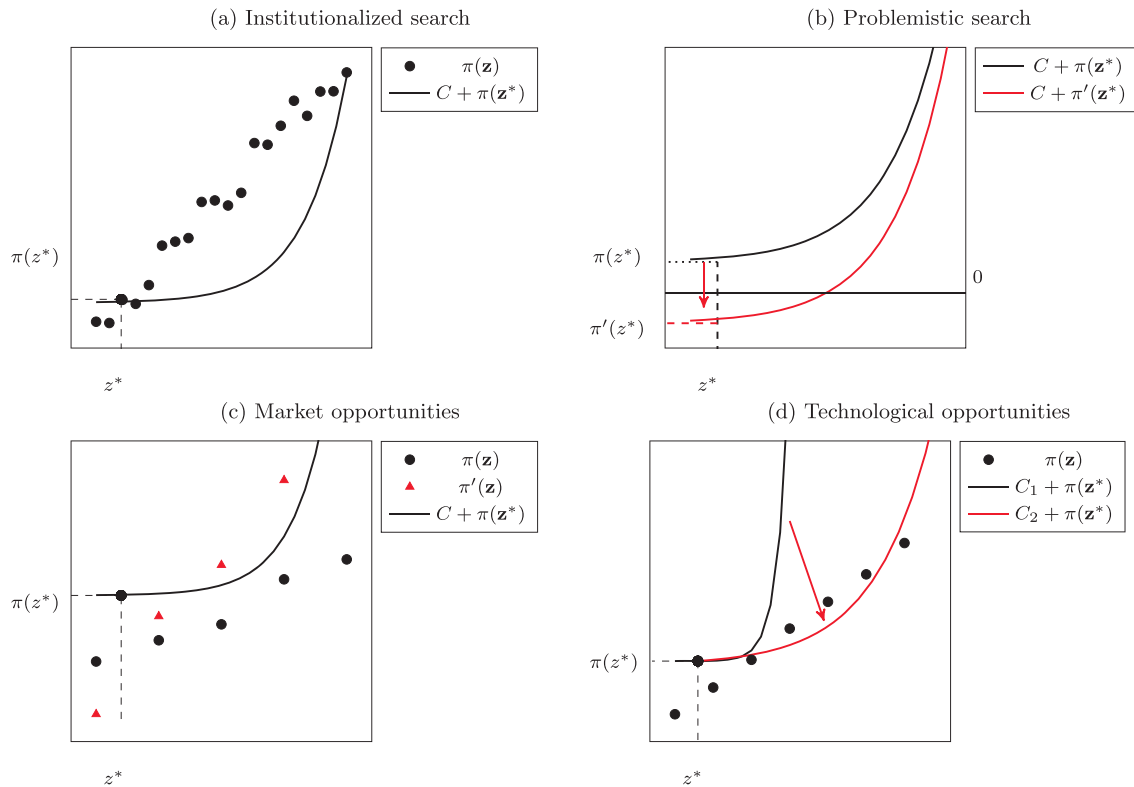 (a) Institutionalized search
π(𝐳)
C + π(𝐳*)
π(z*)
z*
(b) Problemistic search
C + π(𝐳*)
C + π′(𝐳*)
π(z*)
0
π′(z*)
z*
(c) Market opportunities
π(𝐳)
π′(𝐳)
C + π(𝐳*)
π(z*)
z*
(d) Technological opportunities
π(𝐳)
C₁ + π(𝐳*)
C₂ + π(𝐳*)
π(z*)
z*